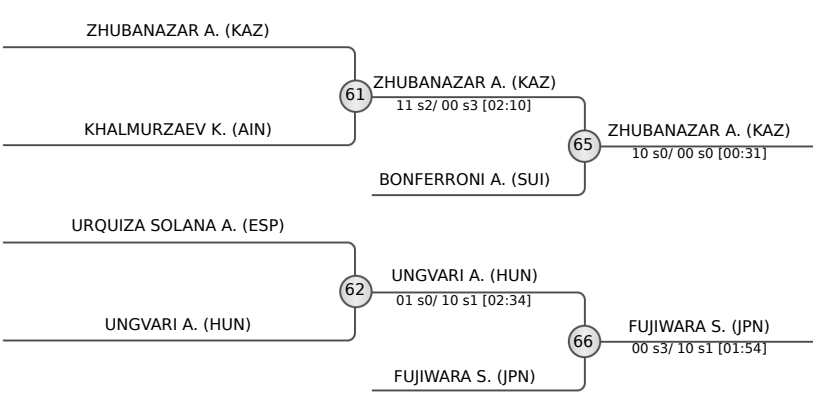 ZHUBANAZAR A. (KAZ)
61
ZHUBANAZAR A. (KAZ)
11 s2/ 00 s3 [02:10]
KHALMURZAEV K. (AIN)
65
ZHUBANAZAR A. (KAZ)
10 s0/ 00 s0 [00:31]
BONFERRONI A. (SUI)
URQUIZA SOLANA A. (ESP)
62
UNGVARI A. (HUN)
01 s0/ 10 s1 [02:34]
UNGVARI A. (HUN)
66
FUJIWARA S. (JPN)
00 s3/ 10 s1 [01:54]
FUJIWARA S. (JPN)